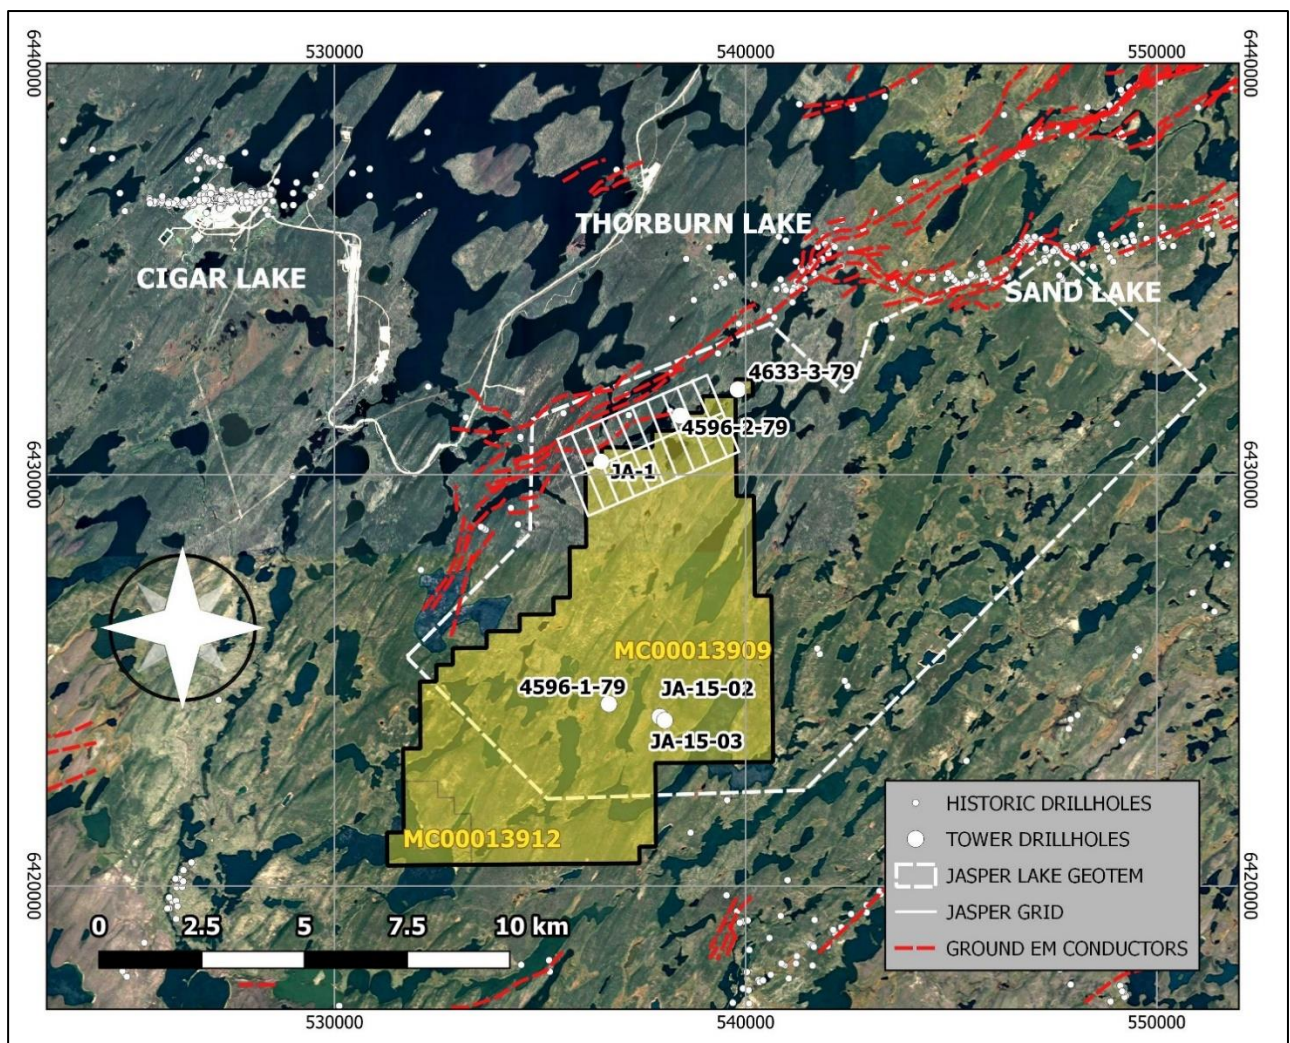 530000
540000
550000
6440000
6440000
THORBURN LAKE
CIGAR LAKE
SAND LAKE
4633-3-79
4596-2-79
JA-1
6430000
6430000
MC00013909
4596-1-79
JA-15-02
JA-15-03
MC00013912
HISTORIC DRILLHOLES
TOWER DRILLHOLES
JASPER LAKE GEOTEM
JASPER GRID
GROUND EM CONDUCTORS
6420000
6420000
0 2.5 5 7.5 10 km
530000
540000
550000